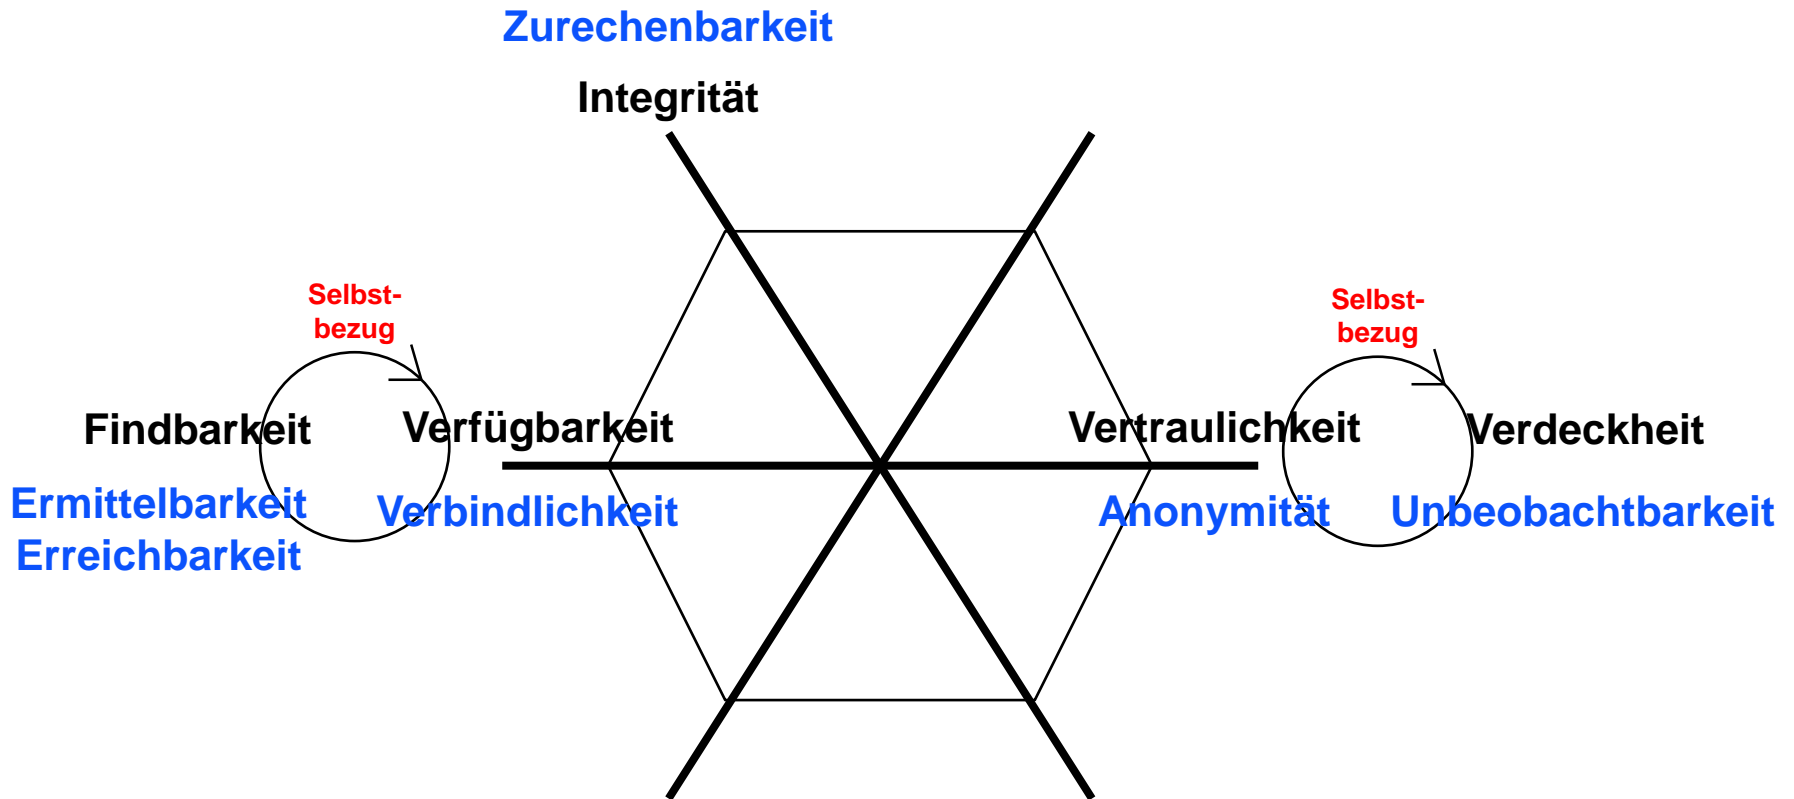 Zurechenbarkeit
Integrität
Selbst-
bezug
Selbst-
bezug
Findbarkeit
Verfügbarkeit
Vertraulichkeit
Verdeckheit
Ermittelbarkeit
Erreichbarkeit
Verbindlichkeit
Anonymität
Unbeobachtbarkeit